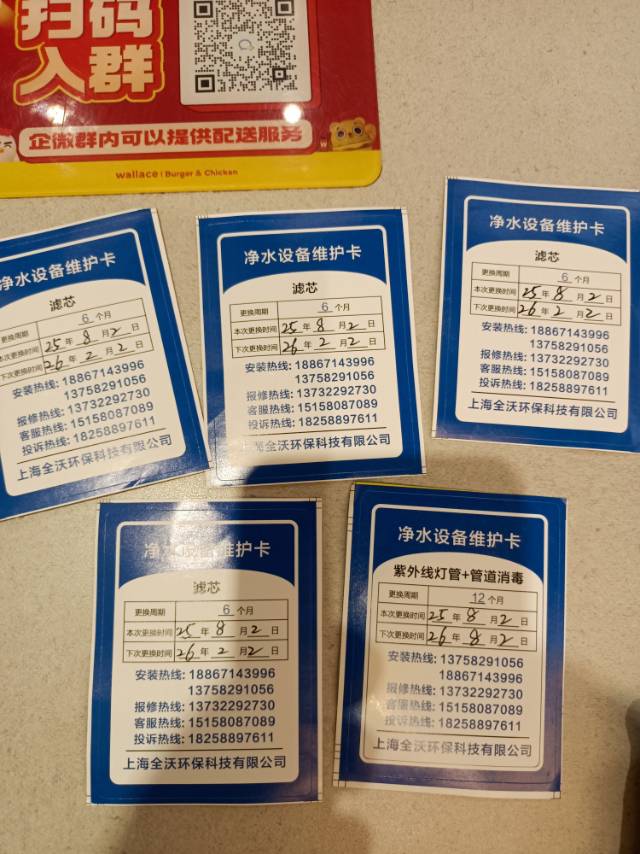 扫码
入群
企微群内可以提供配送服务
wallace | Burger & Chicken
净水设备维护卡
滤芯
更换周期 6 个月
本次更换时间 25 年 8 月 2 日
下次更换时间 26 年 2 月 2 日
安装热线: 18867143996
13758291056
报修热线: 13732292730
客服热线: 15158087089
投诉热线: 18258897611
上海全沃环保科技有限公司
净水设备维护卡
滤芯
更换周期 6 个月
本次更换时间 25 年 8 月 2 日
下次更换时间 26 年 2 月 2 日
安装热线: 18867143996
13758291056
报修热线: 13732292730
客服热线: 15158087089
投诉热线: 18258897611
上海全沃环保科技有限公司
净水设备维护卡
滤芯
更换周期 6 个月
本次更换时间 25 年 8 月 2 日
下次更换时间 26 年 2 月 2 日
安装热线: 18867143996
13758291056
报修热线: 13732292730
客服热线: 15158087089
投诉热线: 18258897611
上海全沃环保科技有限公司
净水设备维护卡
滤芯
更换周期 6 个月
本次更换时间 25 年 8 月 2 日
下次更换时间 26 年 2 月 2 日
安装热线: 18867143996
13758291056
报修热线: 13732292730
客服热线: 15158087089
投诉热线: 18258897611
上海全沃环保科技有限公司
净水设备维护卡
紫外线灯管+管道消毒
更换周期 12 个月
本次更换时间 25 年 8 月 2 日
下次更换时间 26 年 8 月 2 日
安装热线: 13758291056
18867143996
报修热线: 13732292730
客服热线: 15158087089
投诉热线: 18258897611
上海全沃环保科技有限公司